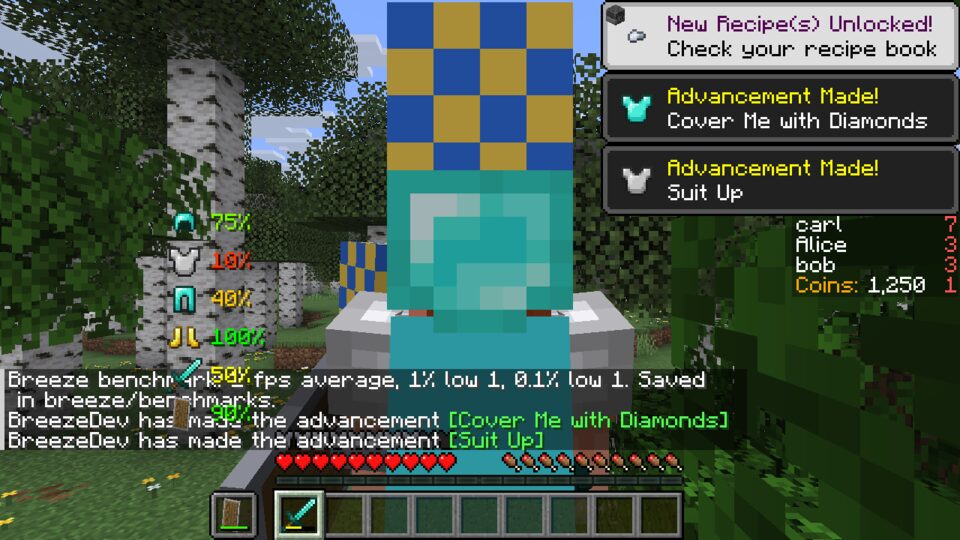 New Recipe(s) Unlocked!
Check your recipe book
Advancement Made!
Cover Me with Diamonds
Advancement Made!
Suit Up
carl 7
Alice 3
bob 3
Coins: 1,250 1
75%
10%
40%
100%
50%
90%
Breeze benchmark: fps average, 1% low 1, 0.1% low 1. Saved
in breeze/benchmarks.
BreezeDev has made the advancement [Cover Me with Diamonds]
BreezeDev has made the advancement [Suit Up]